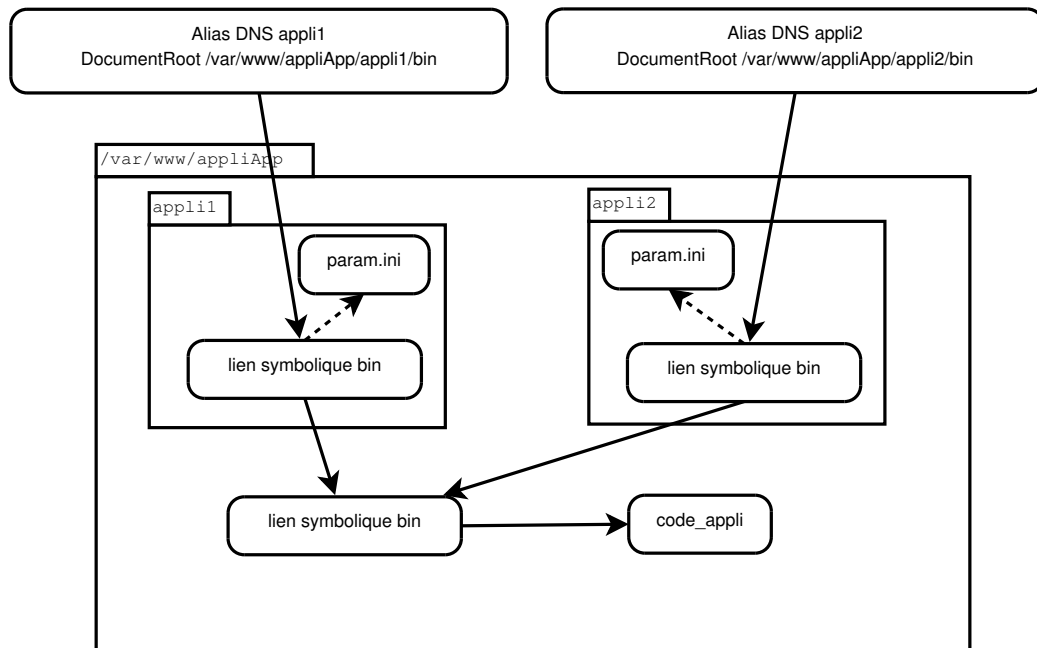 Alias DNS appli1
DocumentRoot /var/www/appliApp/appli1/bin
Alias DNS appli2
DocumentRoot /var/www/appliApp/appli2/bin
/var/www/appliApp
appli1
appli2
param.ini
param.ini
lien symbolique bin
lien symbolique bin
lien symbolique bin
code_appli